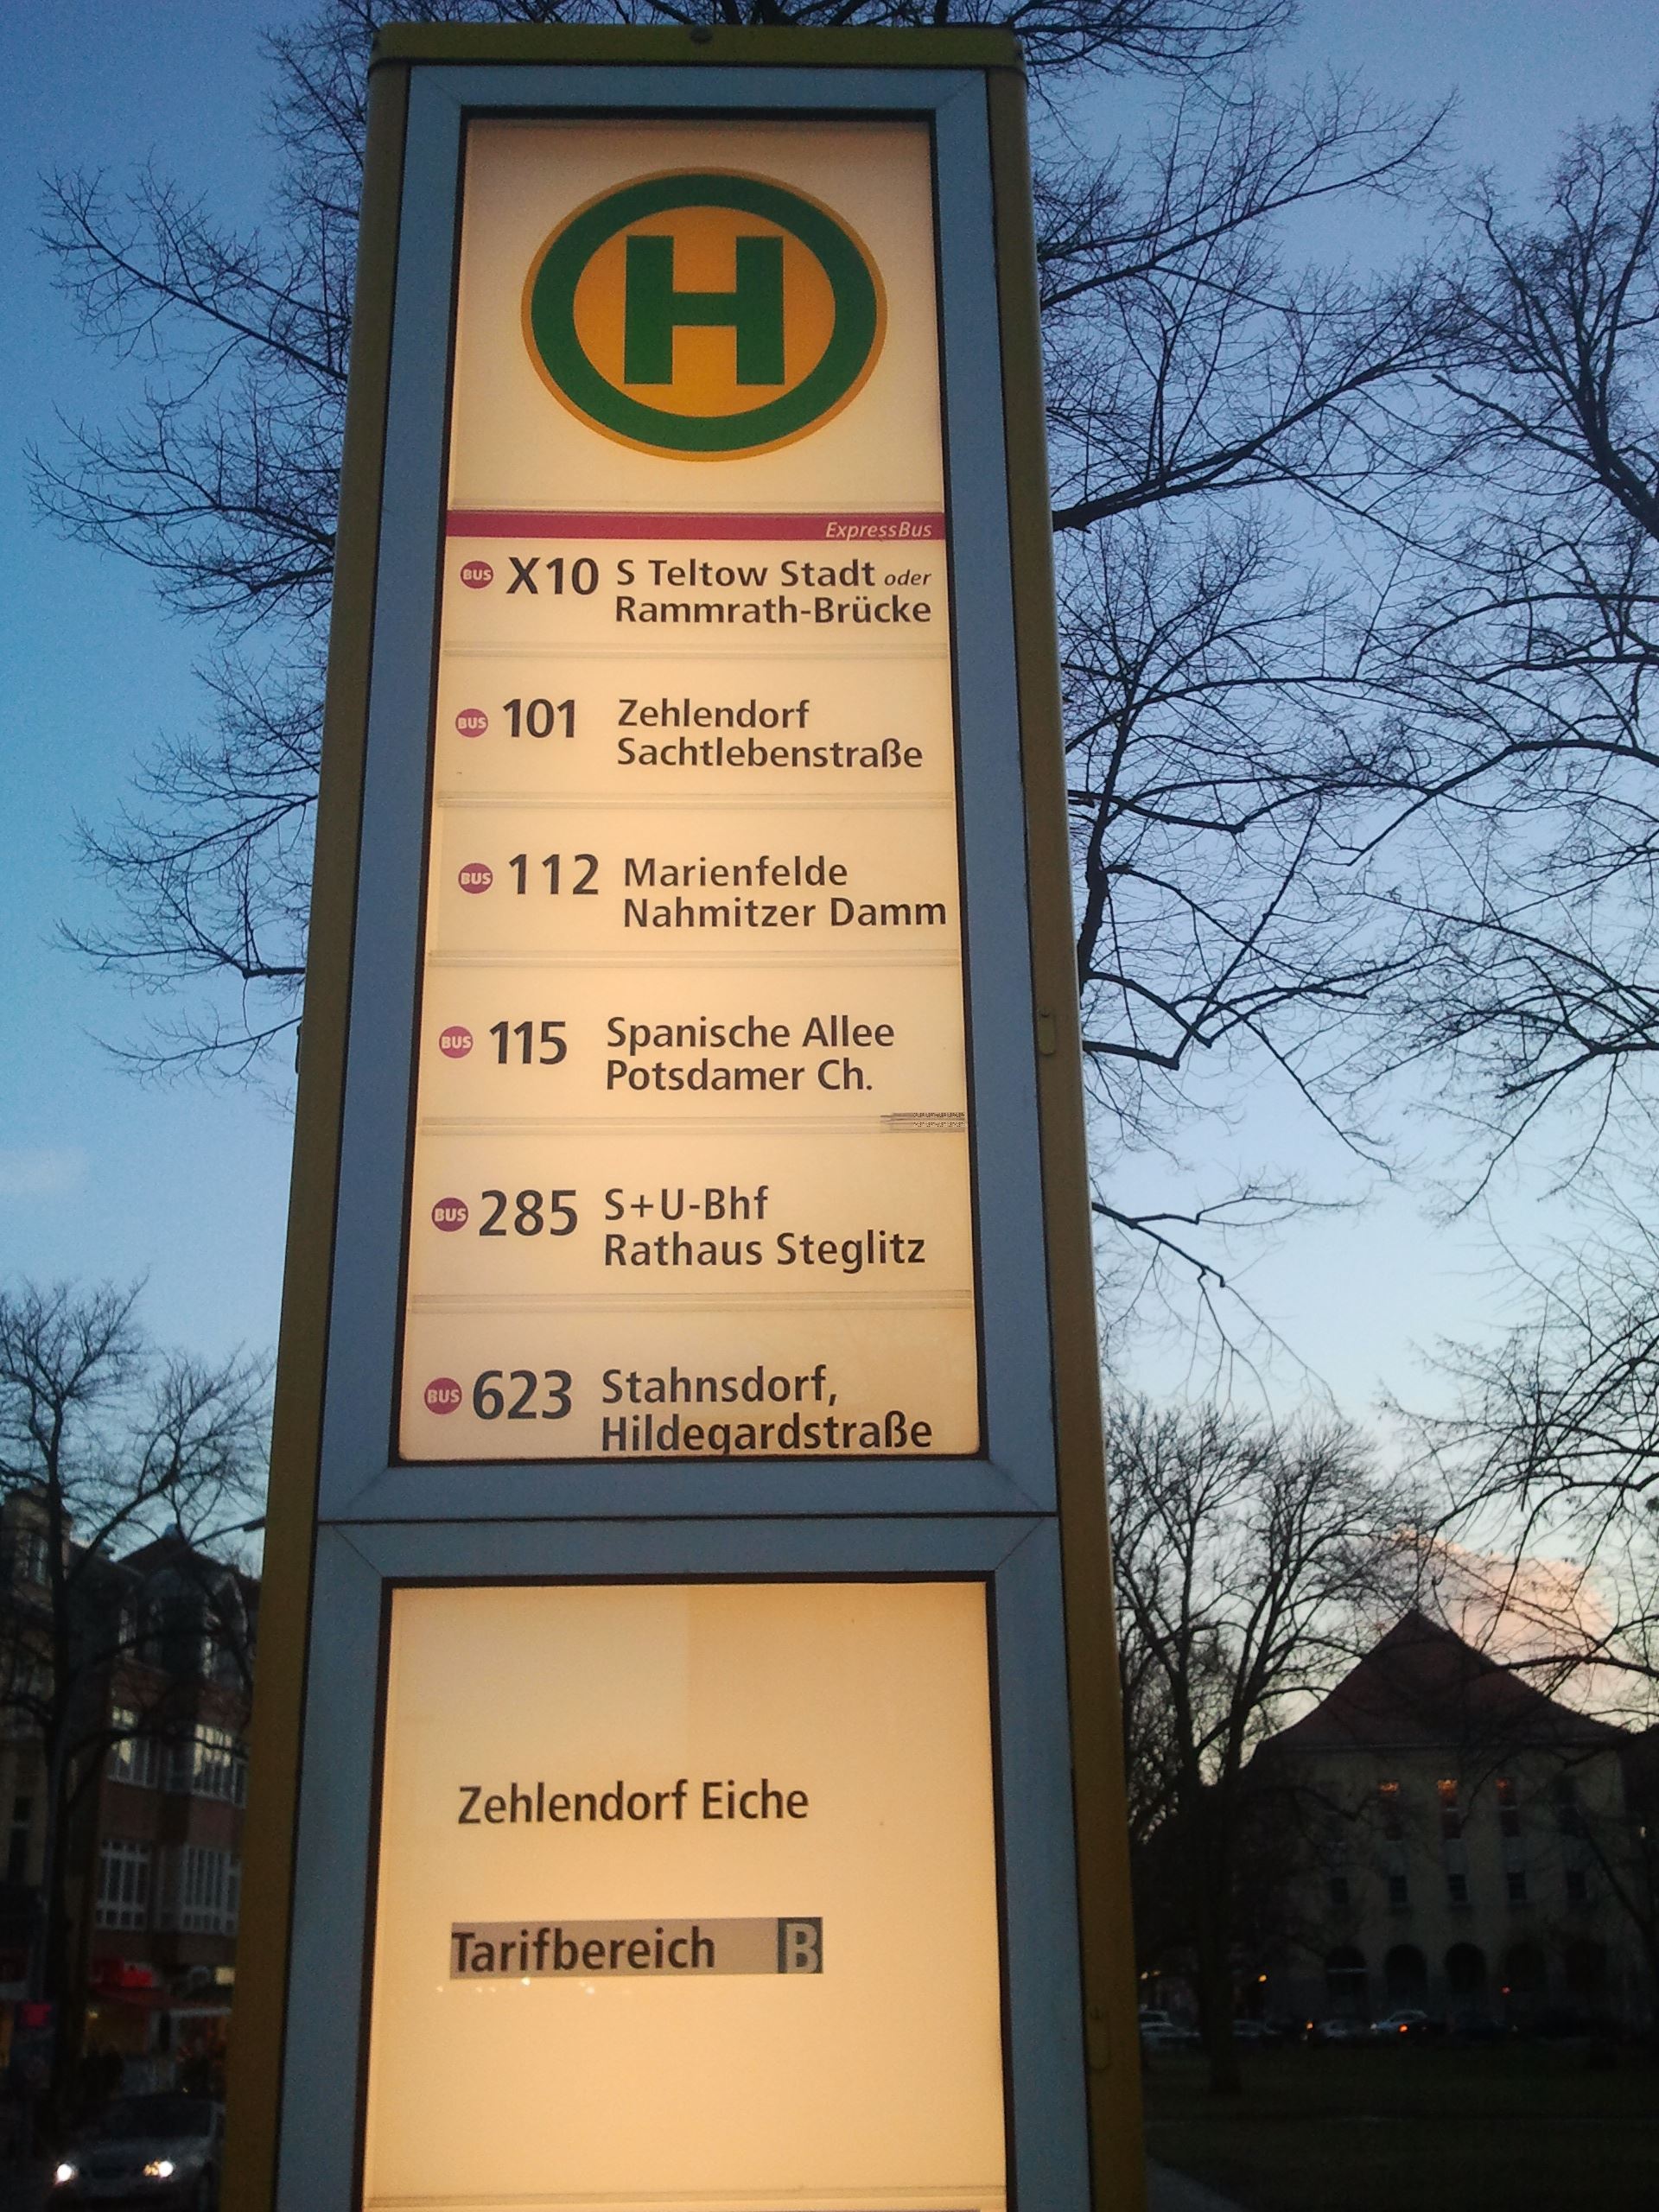 H
ExpressBus
BUS X10 S Teltow Stadt oder
Rammrath-Brücke
BUS 101 Zehlendorf
Sachtlebenstraße
BUS 112 Marienfelde
Nahmitzer Damm
BUS 115 Spanische Allee
Potsdamer Ch.
BUS 285 S+U-Bhf
Rathaus Steglitz
BUS 623 Stahnsdorf,
Hildegardstraße
Zehlendorf Eiche
Tarifbereich B